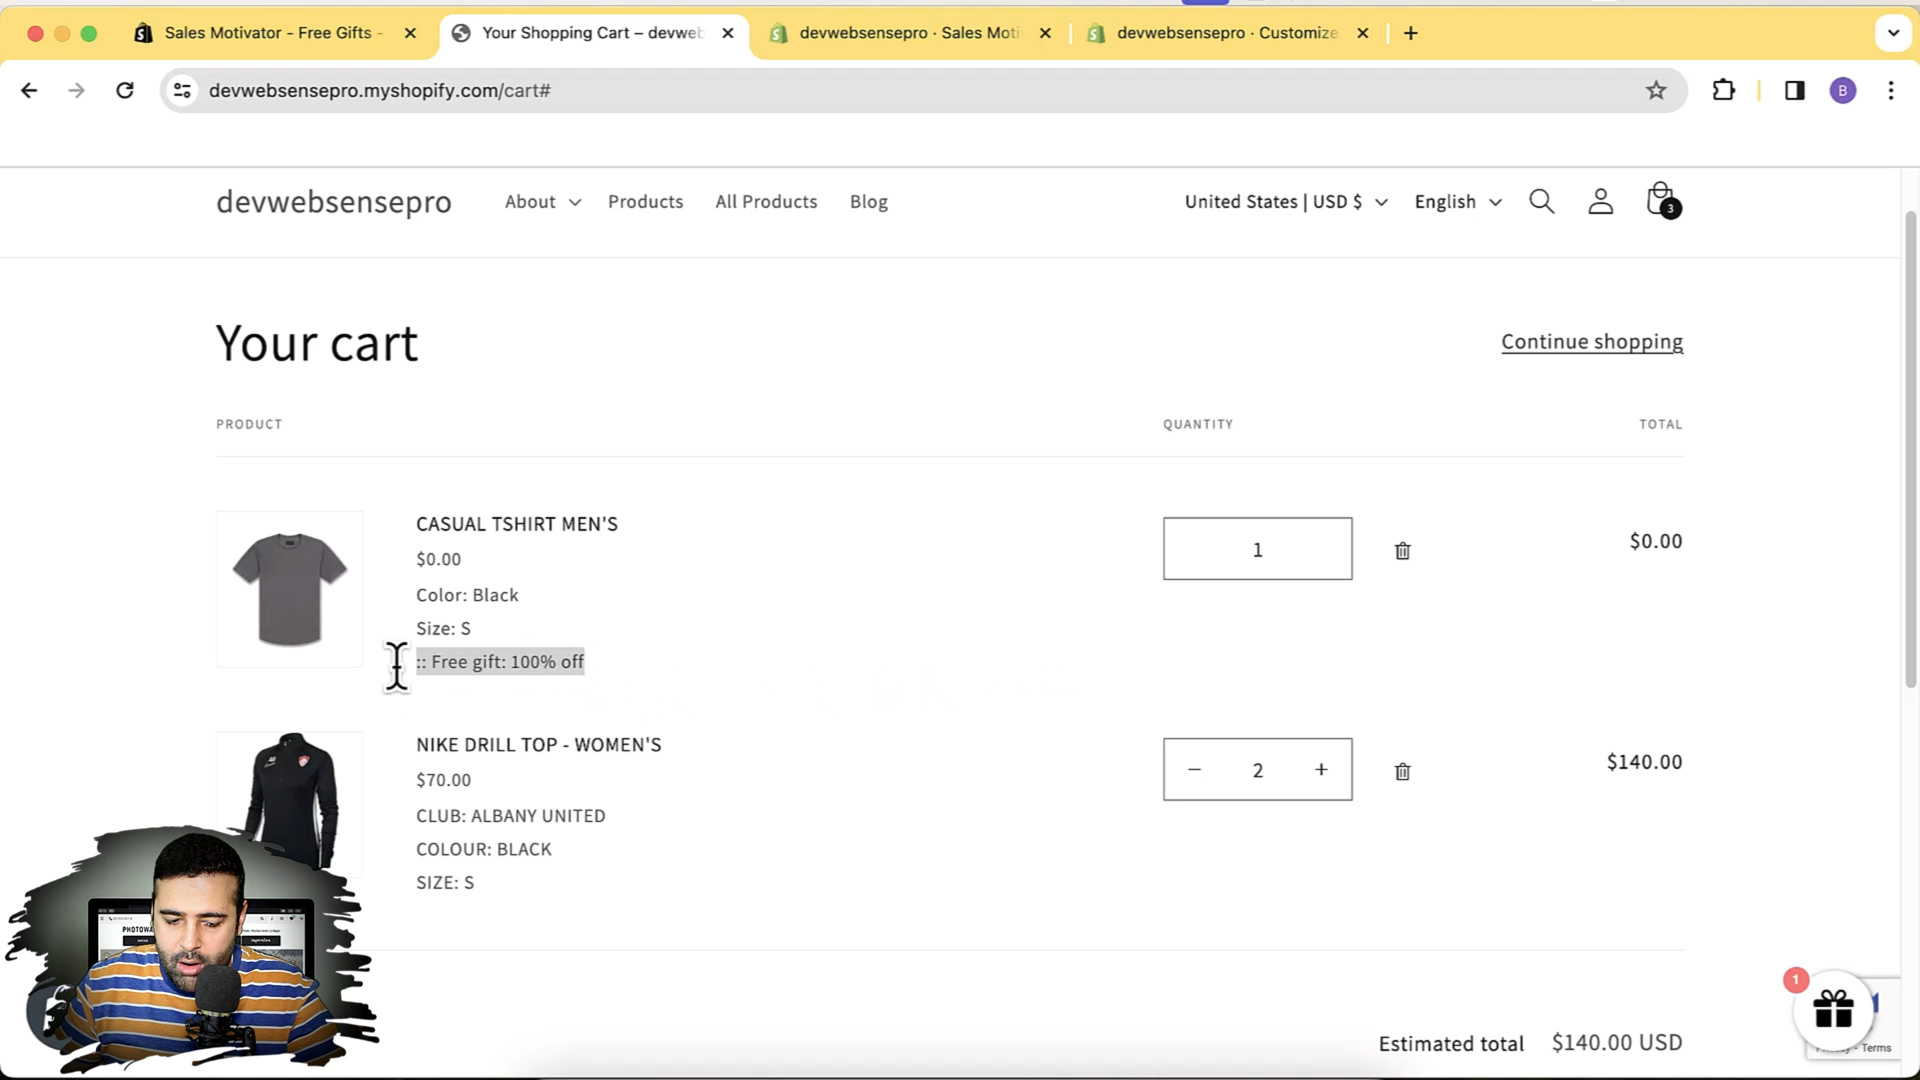 Sales Motivator - Free Gifts -
Your Shopping Cart – devweb
devwebsensepro · Sales Moti
devwebsensepro · Customize
devwebsensepro.myshopify.com/cart#
B
devwebsensepro
About
Products
All Products
Blog
United States | USD $
English
3
Your cart
Continue shopping
PRODUCT
QUANTITY
TOTAL
CASUAL TSHIRT MEN'S
$0.00
Color: Black
Size: S
:: Free gift: 100% off
1
$0.00
NIKE DRILL TOP - WOMEN'S
$70.00
CLUB: ALBANY UNITED
COLOUR: BLACK
SIZE: S
2
$140.00
1
Estimated total
$140.00 USD
- Terms